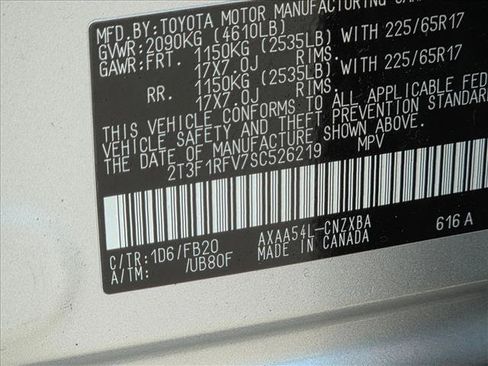 MFD.BY: TOYOTA MOTOR MANUFACTURING
GVWR: 2090KG (4610LB)
GAWR: FRT. 1150KG (2535LB) WITH 225/65R17
17X7.0J RIMS.
RR. 1150KG (2535LB) WITH 225/65R17
17X7.0J RIMS.
THIS VEHICLE CONFORMS TO ALL APPLICABLE
VEHICLE SAFETY AND THEFT PREVENTION STANDARD
THE DATE OF MANUFACTURE SHOWN ABOVE.
2T3F1RFV7SC526219 MPV
C/TR: 1D6/FB20 AXAA54L-CNZXBA 616 A
A/TM: /UB80F MADE IN CANADA